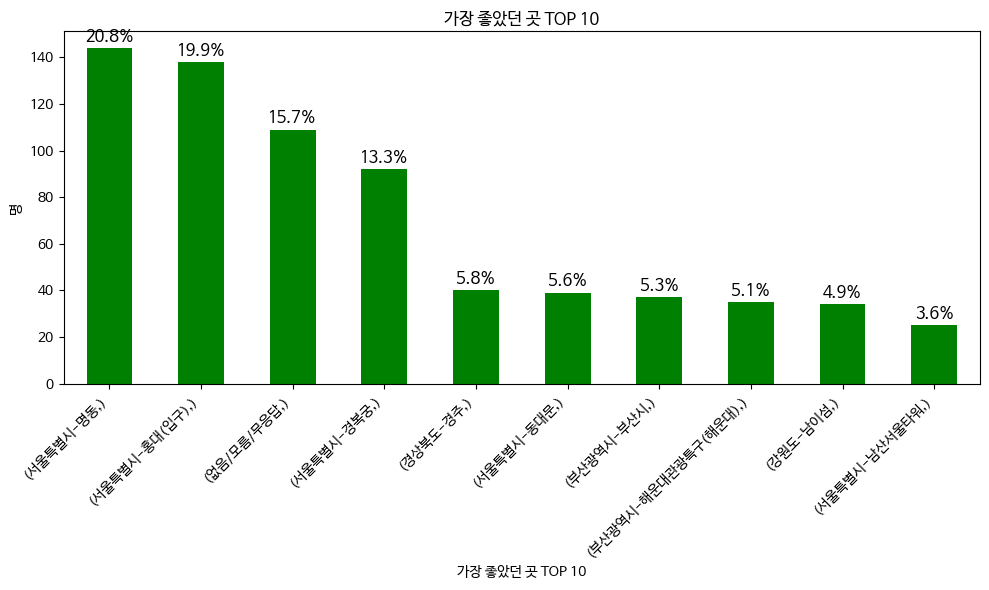 가장 좋았던 곳 TOP 10
명
140
120
100
80
60
40
20
0
20.8%
19.9%
15.7%
13.3%
5.8%
5.6%
5.3%
5.1%
4.9%
3.6%
(서울특별시-명동,)
(서울특별시-홍대(입구),)
(없음/모름/무응답,)
(서울특별시-경복궁,)
(경상북도-경주,)
(서울특별시-동대문,)
(부산광역시-부산시,)
(부산광역시-해운대관광특구(해운대),)
(강원도-남이섬,)
(서울특별시-남산서울타워,)
가장 좋았던 곳 TOP 10